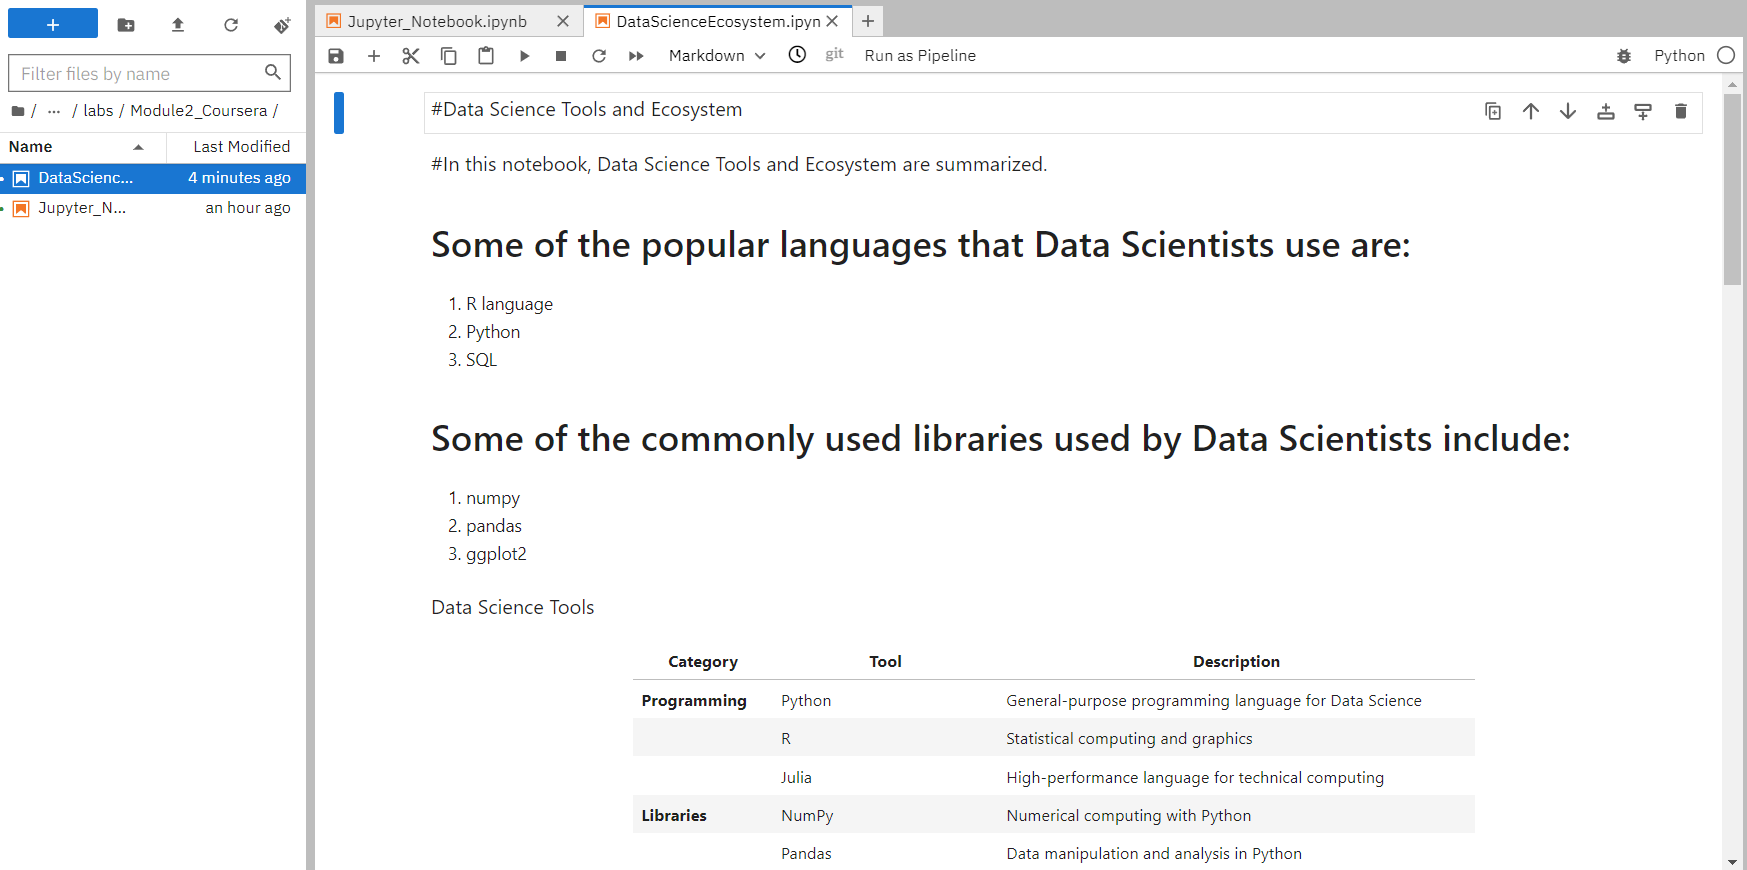 +
Filter files by name
/ ... / labs / Module2_Coursera /
Name Last Modified
DataScienc... 4 minutes ago
Jupyter_N... an hour ago
Jupyter_Notebook.ipynb
DataScienceEcosystem.ipyn
+
Markdown git Run as Pipeline Python
#Data Science Tools and Ecosystem
#In this notebook, Data Science Tools and Ecosystem are summarized.
Some of the popular languages that Data Scientists use are:
1. R language
2. Python
3. SQL
Some of the commonly used libraries used by Data Scientists include:
1. numpy
2. pandas
3. ggplot2
Data Science Tools
Category Tool Description
Programming Python General-purpose programming language for Data Science
R Statistical computing and graphics
Julia High-performance language for technical computing
Libraries NumPy Numerical computing with Python
Pandas Data manipulation and analysis in Python